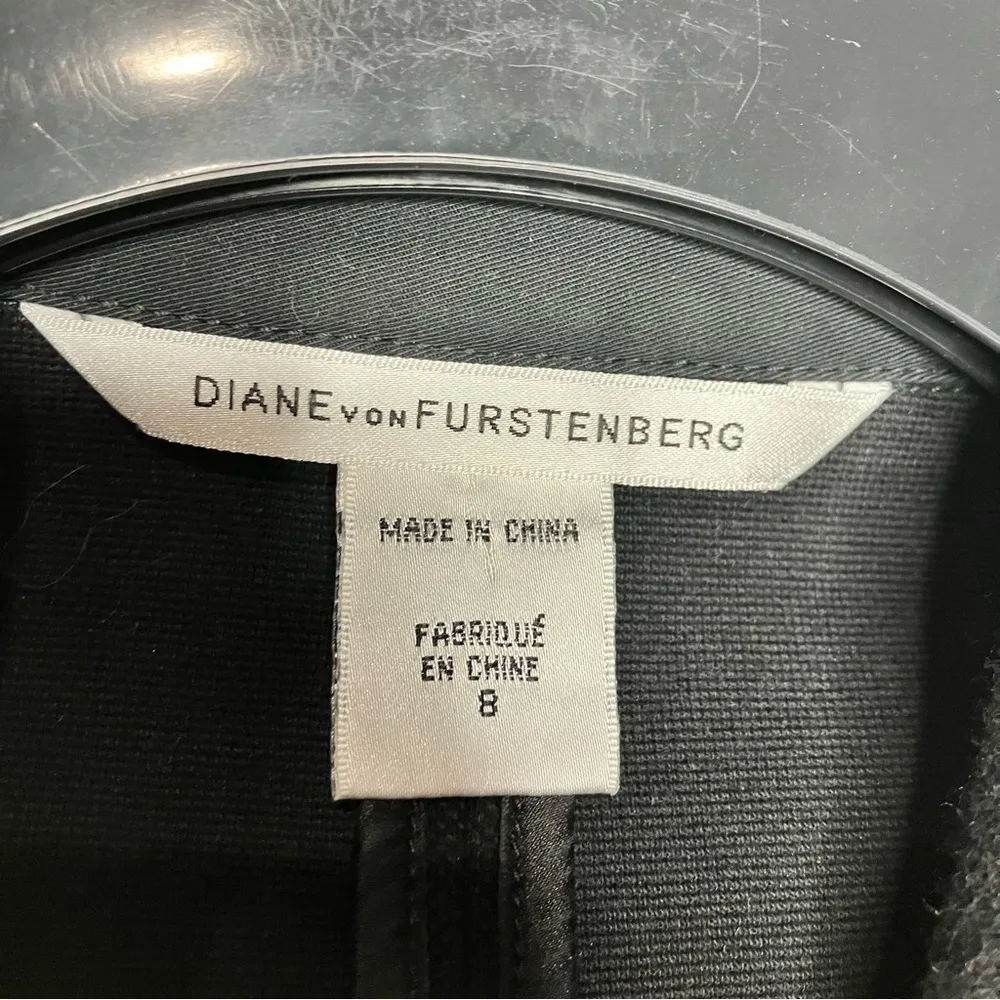 DIANE VON FURSTENBERG
MADE IN CHINA
FABRIQUÉ
EN CHINE
8